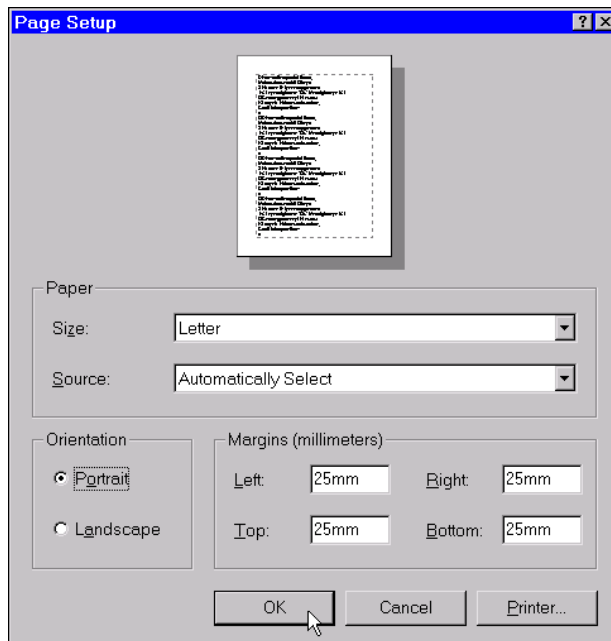 Page Setup
Paper
Size: Letter
Source: Automatically Select
Orientation Margins (millimeters)
Portrait Left: 25mm Right: 25mm
Landscape Top: 25mm Bottom: 25mm
OK Cancel Printer...